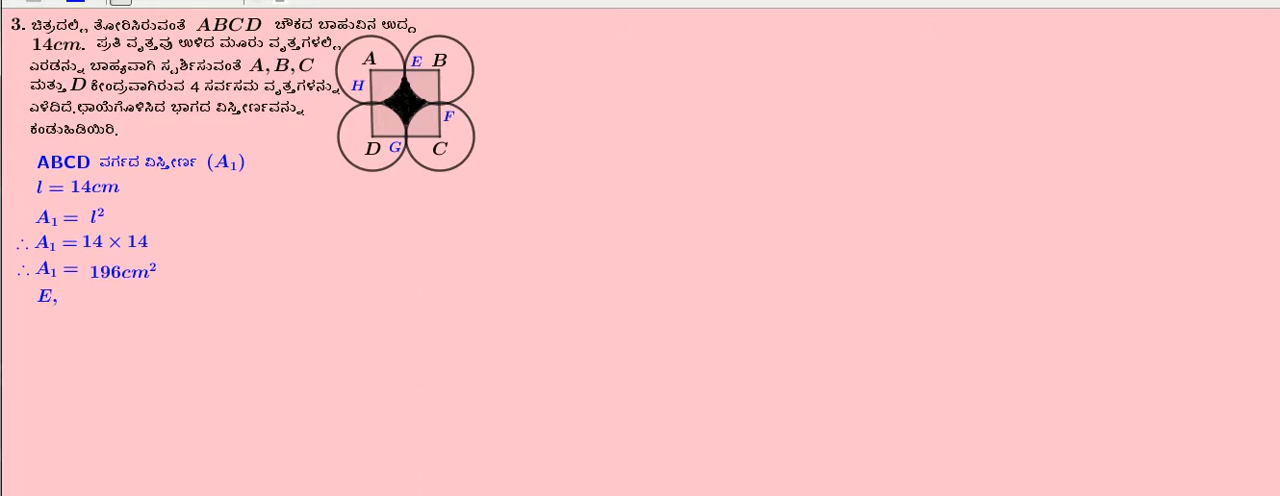 3. ಚಿತ್ರದಲ್ಲಿ ತೋರಿಸಿರುವಂತೆ ABCD ಚೌಕದ ಬಾಹುವಿನ ಉದ್ದ
14cm. ಪ್ರತಿ ವೃತ್ತವು ಉಳಿದ ಮೂರು ವೃತ್ತಗಳಲ್ಲಿ
ಎರಡನ್ನು ಬಾಹ್ಯವಾಗಿ ಸ್ಪರ್ಶಿಸುವಂತೆ A, B, C
ಮತ್ತು D ಕೇಂದ್ರವಾಗಿರುವ 4 ಸರ್ವಸಮ ವೃತ್ತಗಳನ್ನು
ಎಳೆದಿದೆ.ಛಾಯೆಗೊಳಿಸಿದ ಭಾಗದ ವಿಸ್ತೀರ್ಣವನ್ನು
ಕಂಡುಹಿಡಿಯಿರಿ.
A E B
H
F
D G C
ABCD ವರ್ಗದ ವಿಸ್ತೀರ್ಣ (A₁)
l = 14cm
A₁ = l²
∴ A₁ = 14 × 14
∴ A₁ = 196cm²
E,